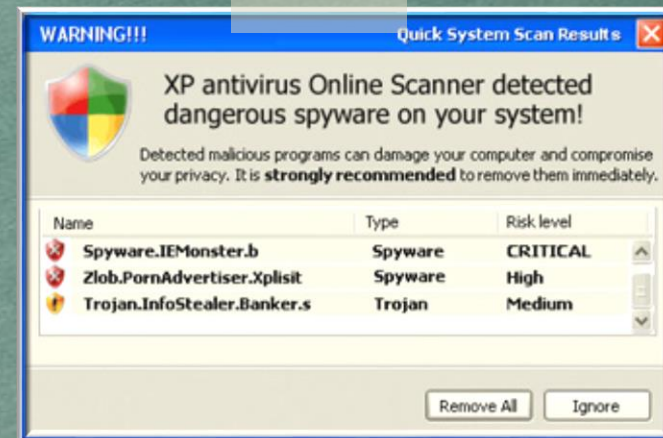 WARNING!!! Quick System Scan Results
XP antivirus Online Scanner detected
dangerous spyware on your system!
Detected malicious programs can damage your computer and compromise
your privacy. It is strongly recommended to remove them immediately.
Name Type Risk level
Spyware.IEMonster.b Spyware CRITICAL
Zlob.PornAdvertiser.Xplisit Spyware High
Trojan.InfoStealer.Banker.s Trojan Medium
Remove All Ignore